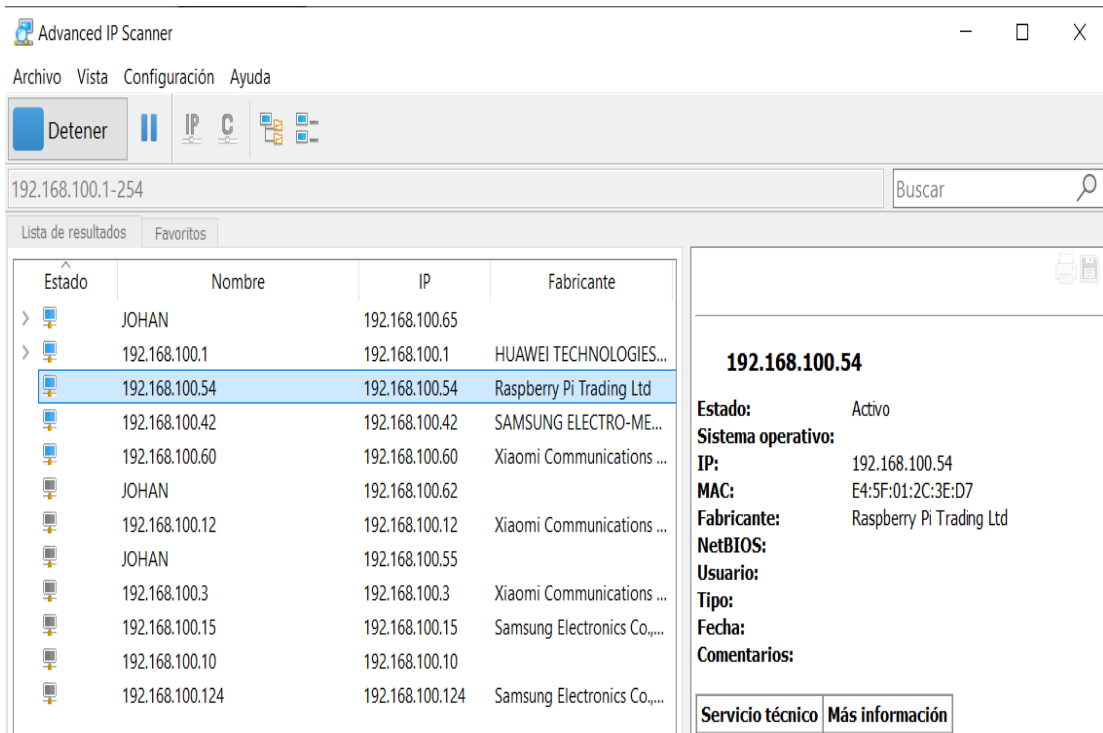 Advanced IP Scanner
Archivo Vista Configuración Ayuda
Detener IP C
192.168.100.1-254 Buscar
Lista de resultados Favoritos
Estado Nombre IP Fabricante
JOHAN 192.168.100.65
192.168.100.1 192.168.100.1 HUAWEI TECHNOLOGIES...
192.168.100.54 192.168.100.54 Raspberry Pi Trading Ltd
192.168.100.42 192.168.100.42 SAMSUNG ELECTRO-ME...
192.168.100.60 192.168.100.60 Xiaomi Communications ...
JOHAN 192.168.100.62
192.168.100.12 192.168.100.12 Xiaomi Communications ...
JOHAN 192.168.100.55
192.168.100.3 192.168.100.3 Xiaomi Communications ...
192.168.100.15 192.168.100.15 Samsung Electronics Co.,...
192.168.100.10 192.168.100.10
192.168.100.124 192.168.100.124 Samsung Electronics Co.,...
192.168.100.54
Estado: Activo
Sistema operativo:
IP: 192.168.100.54
MAC: E4:5F:01:2C:3E:D7
Fabricante: Raspberry Pi Trading Ltd
NetBIOS:
Usuario:
Tipo:
Fecha:
Comentarios:
Servicio técnico Más información